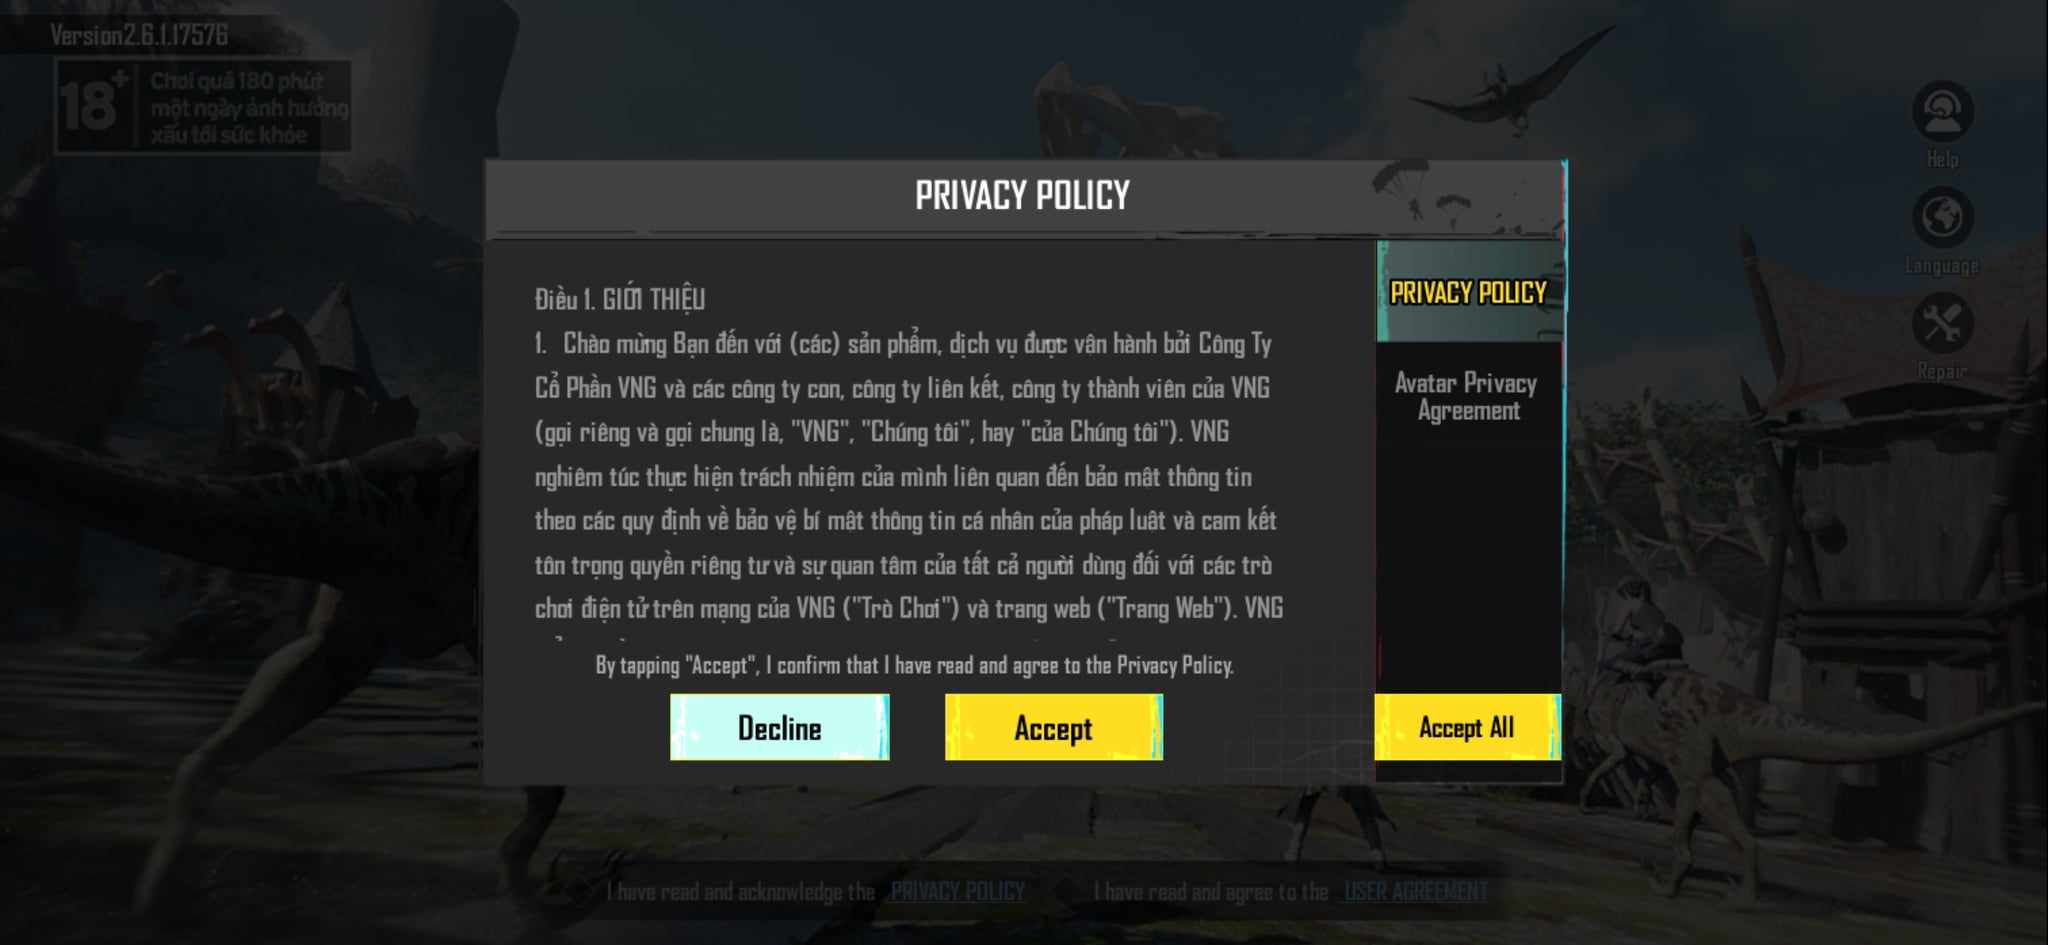 Version2.6.1.17576
18+
Chơi quá 180 phút
một ngày ảnh hưởng
xấu tới sức khỏe
Help
Language
Repair
PRIVACY POLICY
Điều 1. GIỚI THIỆU
1. Chào mừng Bạn đến với (các) sản phẩm, dịch vụ được vận hành bởi Công Ty
Cổ Phần VNG và các công ty con, công ty liên kết, công ty thành viên của VNG
(gọi riêng và gọi chung là, "VNG", "Chúng tôi", hay "của Chúng tôi"). VNG
nghiêm túc thực hiện trách nhiệm của mình liên quan đến bảo mật thông tin
theo các quy định về bảo vệ bí mật thông tin cá nhân của pháp luật và cam kết
tôn trọng quyền riêng tư và sự quan tâm của tất cả người dùng đối với các trò
chơi điện tử trên mạng của VNG ("Trò Chơi") và trang web ("Trang Web"). VNG
By tapping "Accept", I confirm that I have read and agree to the Privacy Policy.
Decline
Accept
PRIVACY POLICY
Avatar Privacy
Agreement
Accept All
I have read and acknowledge the PRIVACY POLICY
I have read and agree to the USER AGREEMENT